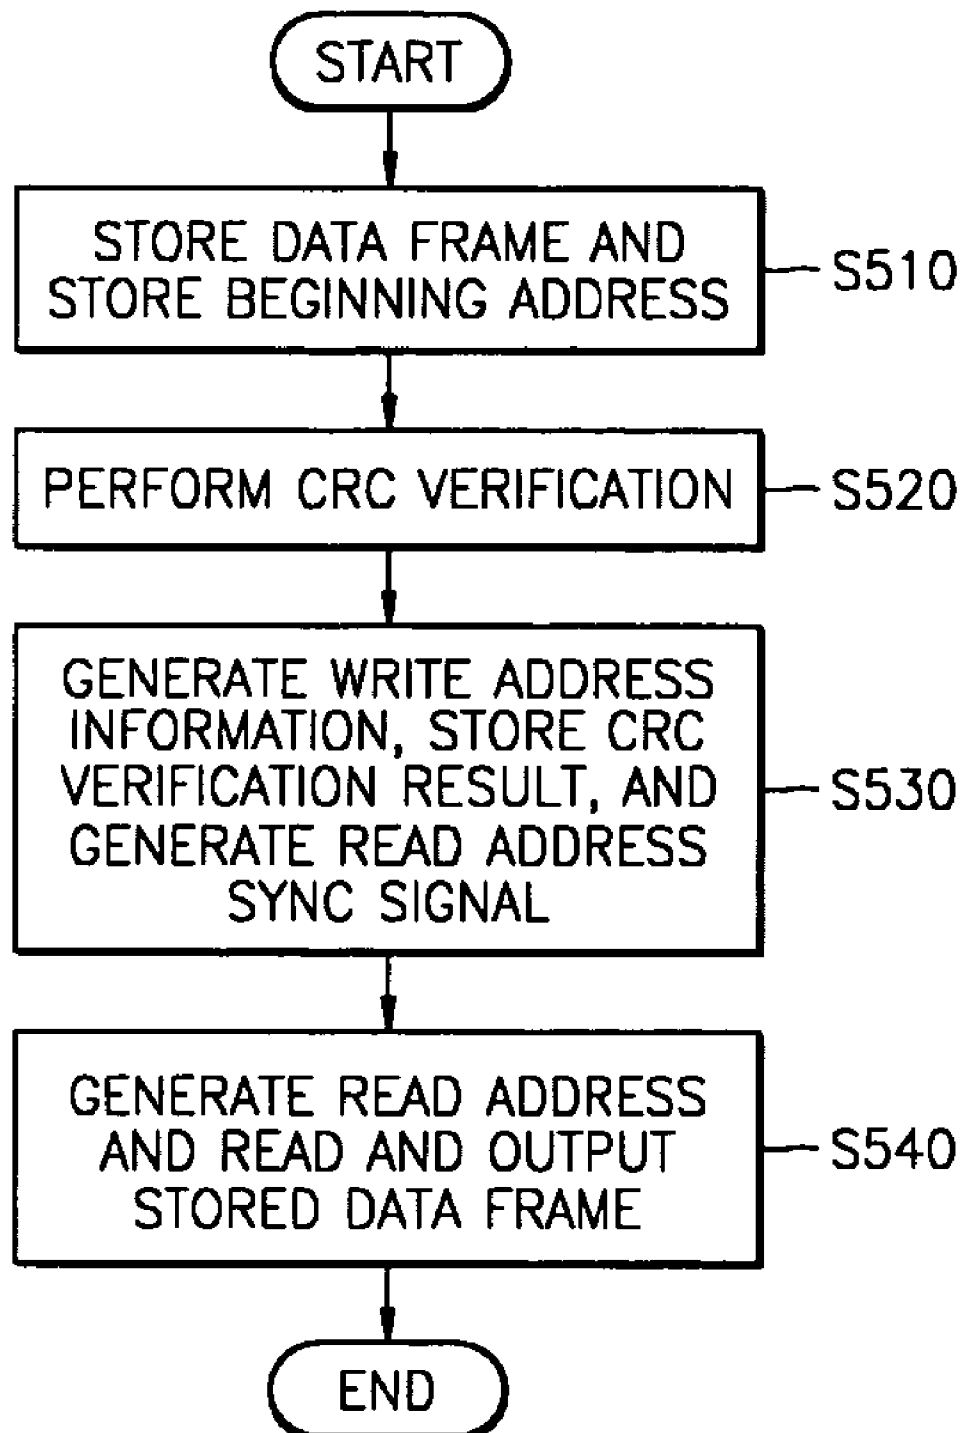 START
STORE DATA FRAME AND
STORE BEGINNING ADDRESS
S510
PERFORM CRC VERIFICATION
S520
GENERATE WRITE ADDRESS
INFORMATION, STORE CRC
VERIFICATION RESULT, AND
GENERATE READ ADDRESS
SYNC SIGNAL
S530
GENERATE READ ADDRESS
AND READ AND OUTPUT
STORED DATA FRAME
S540
END